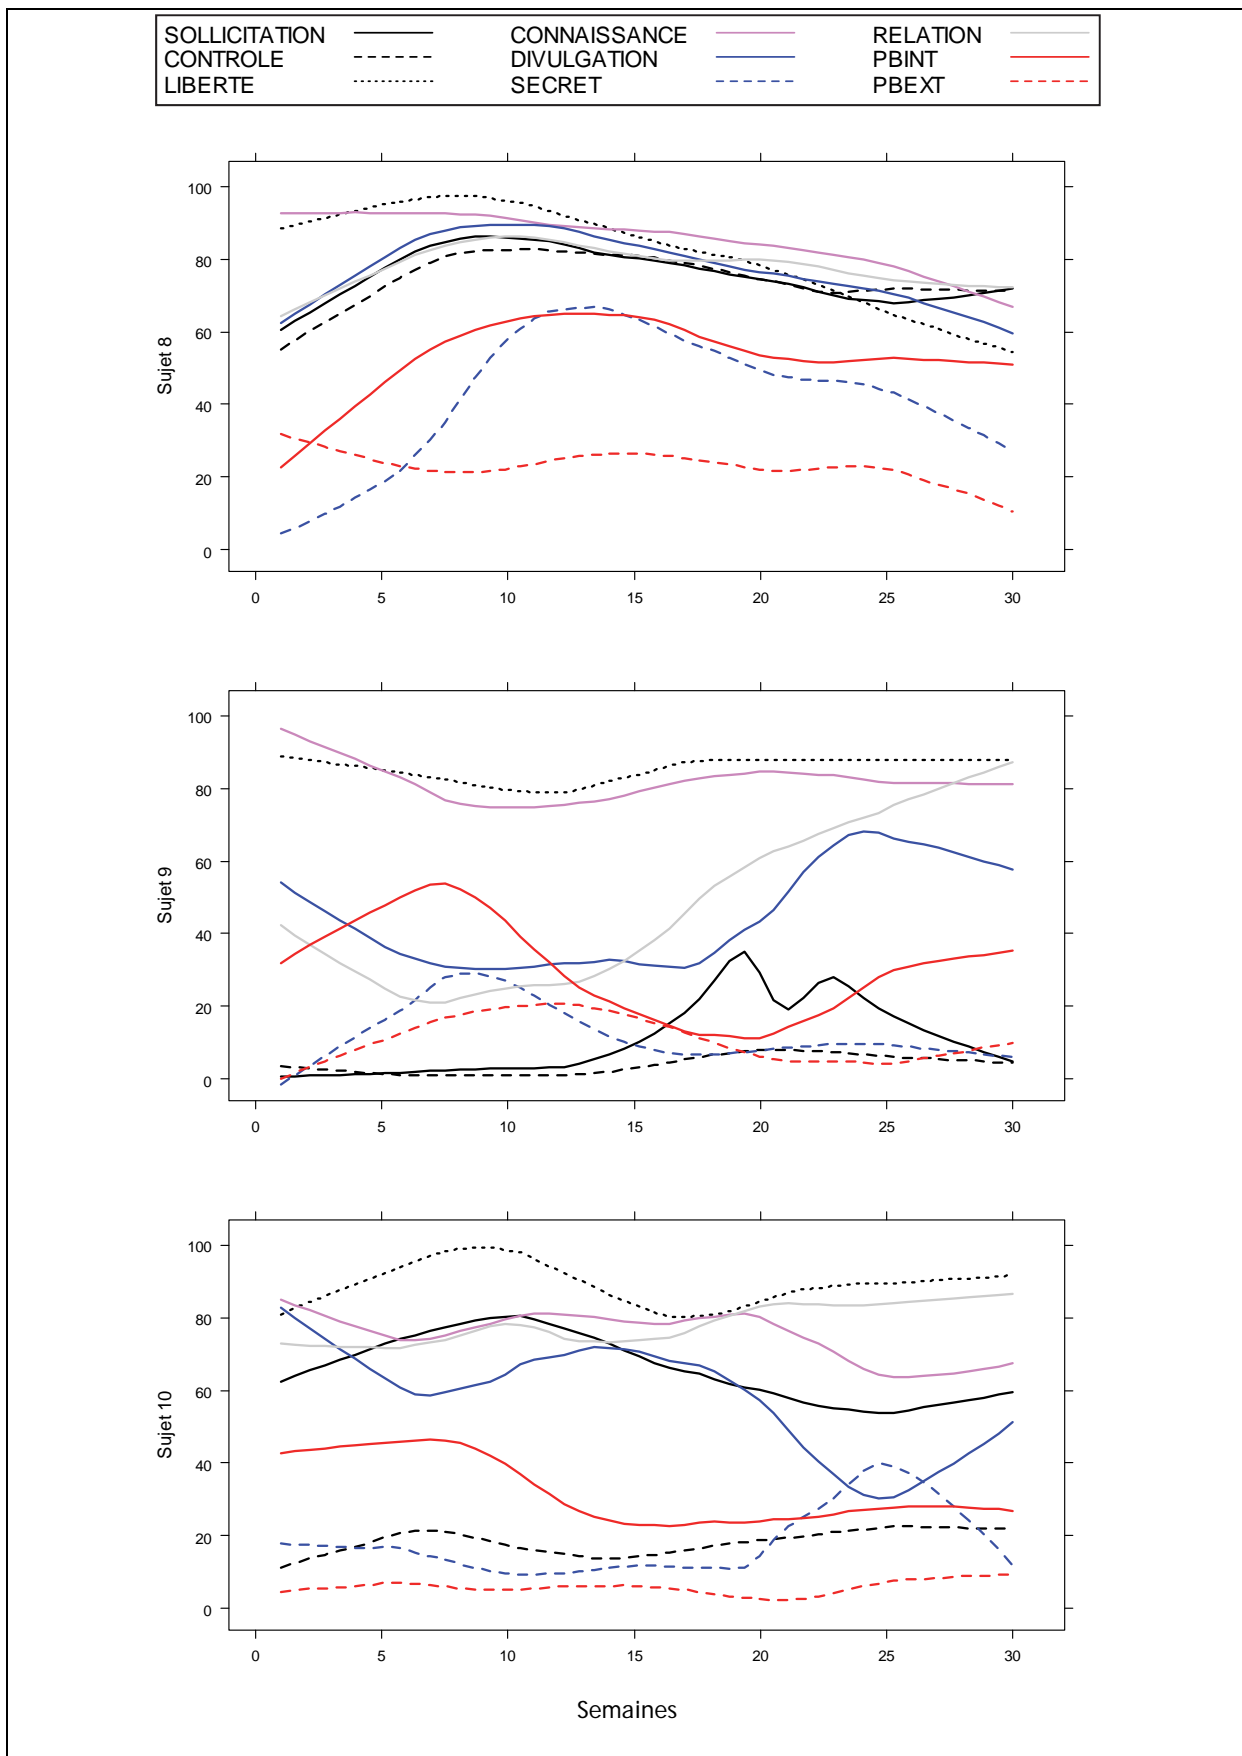 SOLLICITATION CONNAISSANCE RELATION
CONTROLE DIVULGATION PBINT
LIBERTE SECRET PBEXT
100
80
60
40
20
0
Sujet 8
0 5 10 15 20 25 30
100
80
60
40
20
0
Sujet 9
0 5 10 15 20 25 30
100
80
60
40
20
0
Sujet 10
0 5 10 15 20 25 30
Semaines